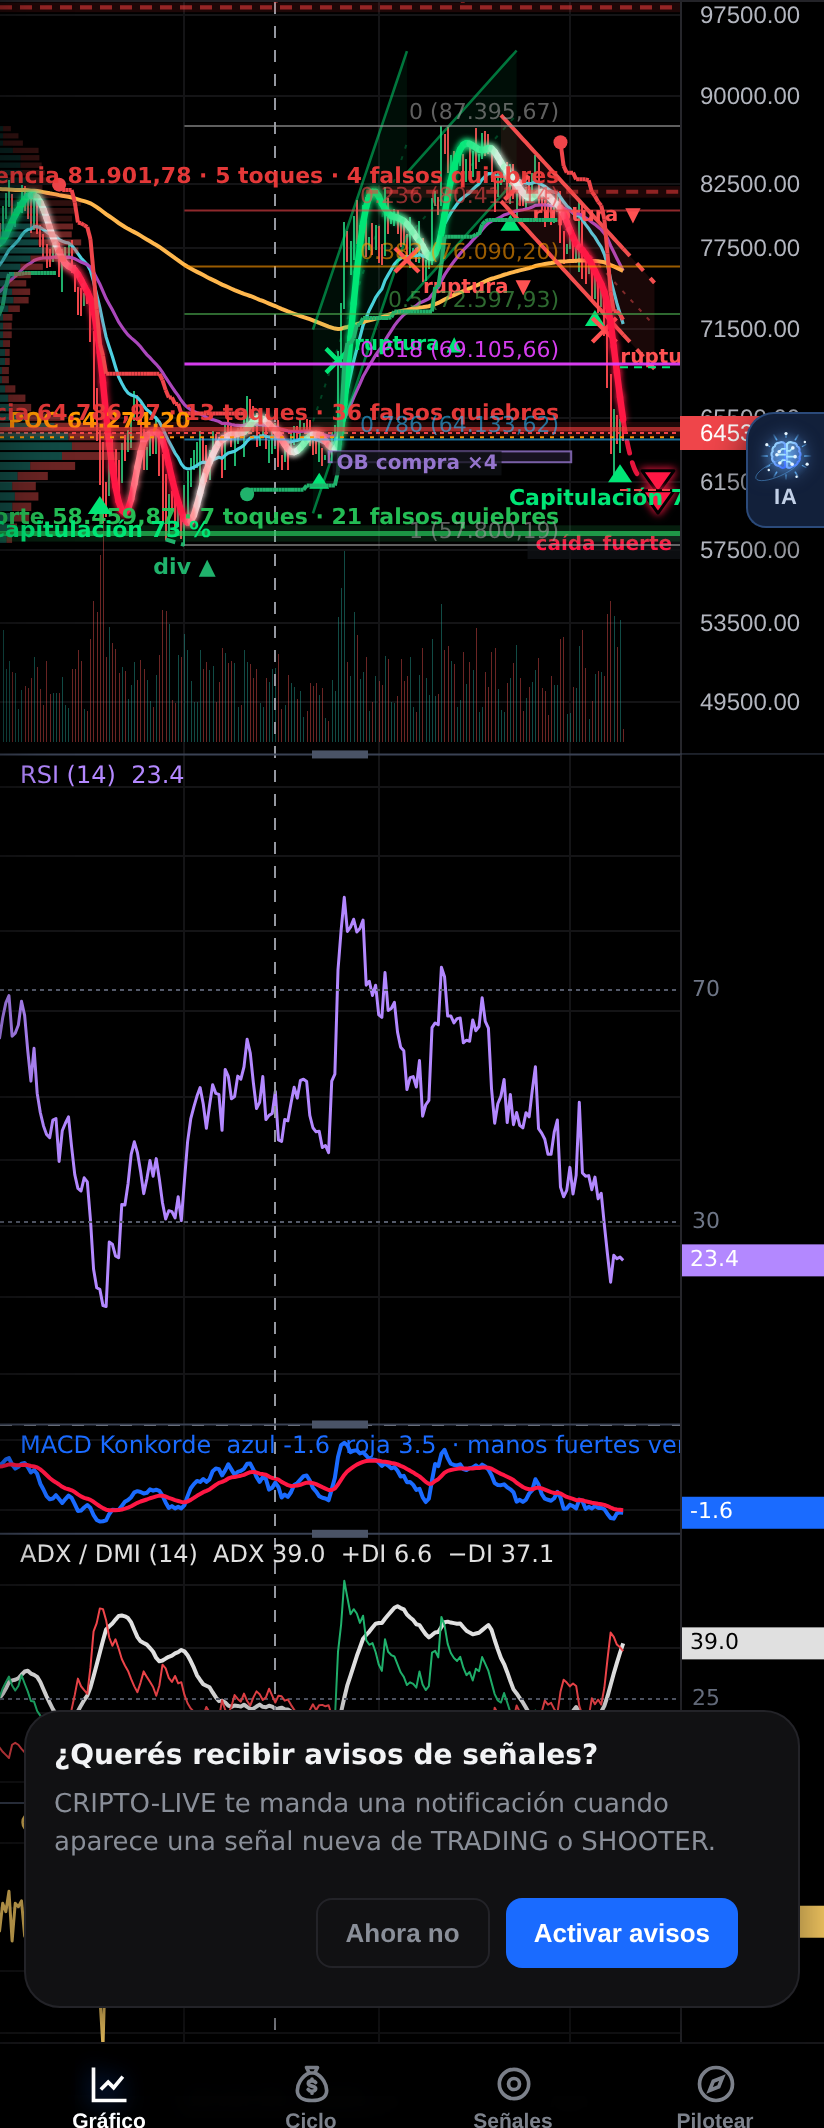 97500.00
90000.00
0 (87.395,67)
encia 81.901,78 · 5 toques · 4 falsos quiebres
82500.00
ruptura ▼
77500.00
0.382 (76.090,20)
ruptura ▼
71500.00
ruptura ▲
0.618 (69.105,66)
ruptu
13 toques · 36 falsos quiebres
POC 64.274,20
0.786 (64.133,62)
OB compra ×4
IA
Capitulación 7
orte 58.459,87 · 7 toques · 21 falsos quiebres
apitulación 73 %
1 (57.800,19)
caída fuerte
57500.00
div ▲
53500.00
49500.00
RSI (14) 23.4
70
30
23.4
MACD Konkorde azul -1.6 roja 3.5 · manos fuertes ve
-1.6
ADX / DMI (14) ADX 39.0 +DI 6.6 −DI 37.1
39.0
25
¿Querés recibir avisos de señales?
CRIPTO-LIVE te manda una notificación cuando
aparece una señal nueva de TRADING o SHOOTER.
Ahora no
Activar avisos
Gráfico
Ciclo
Señales
Pilotear